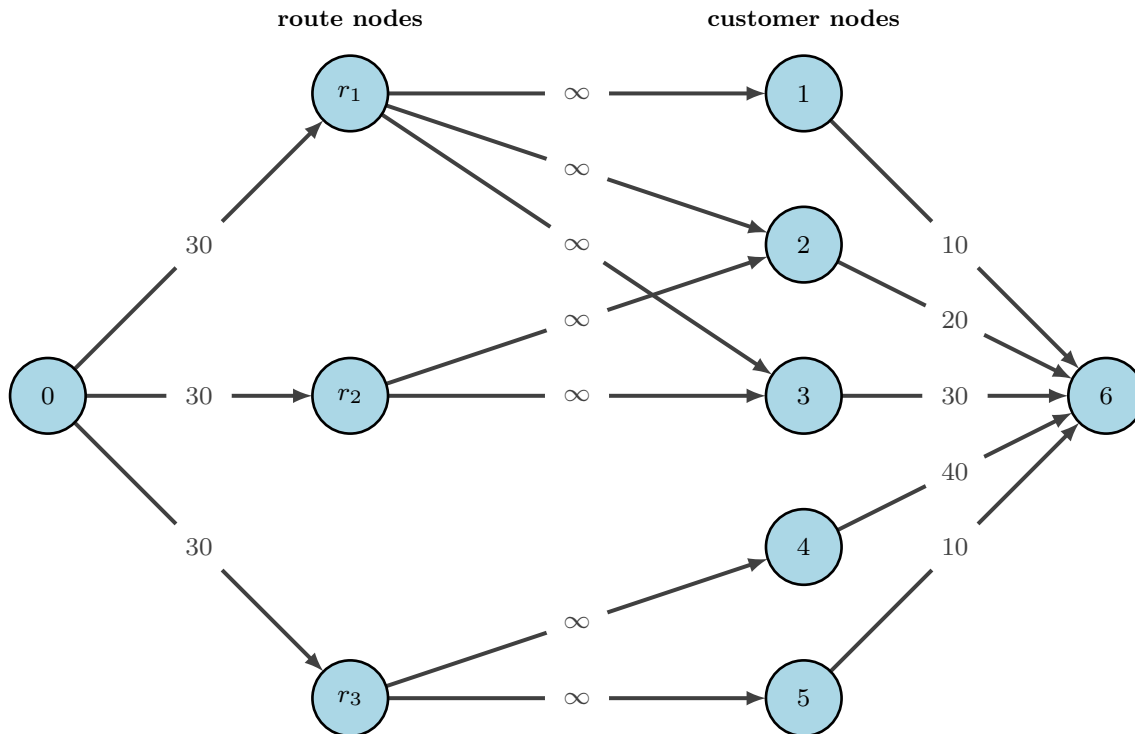 route nodes customer nodes
r₁ ∞ 1
∞
2
30 ∞ 10
∞ 20
0 30 r₂ ∞ 3 30 6
40
30 4 10
∞
r₃ ∞ 5